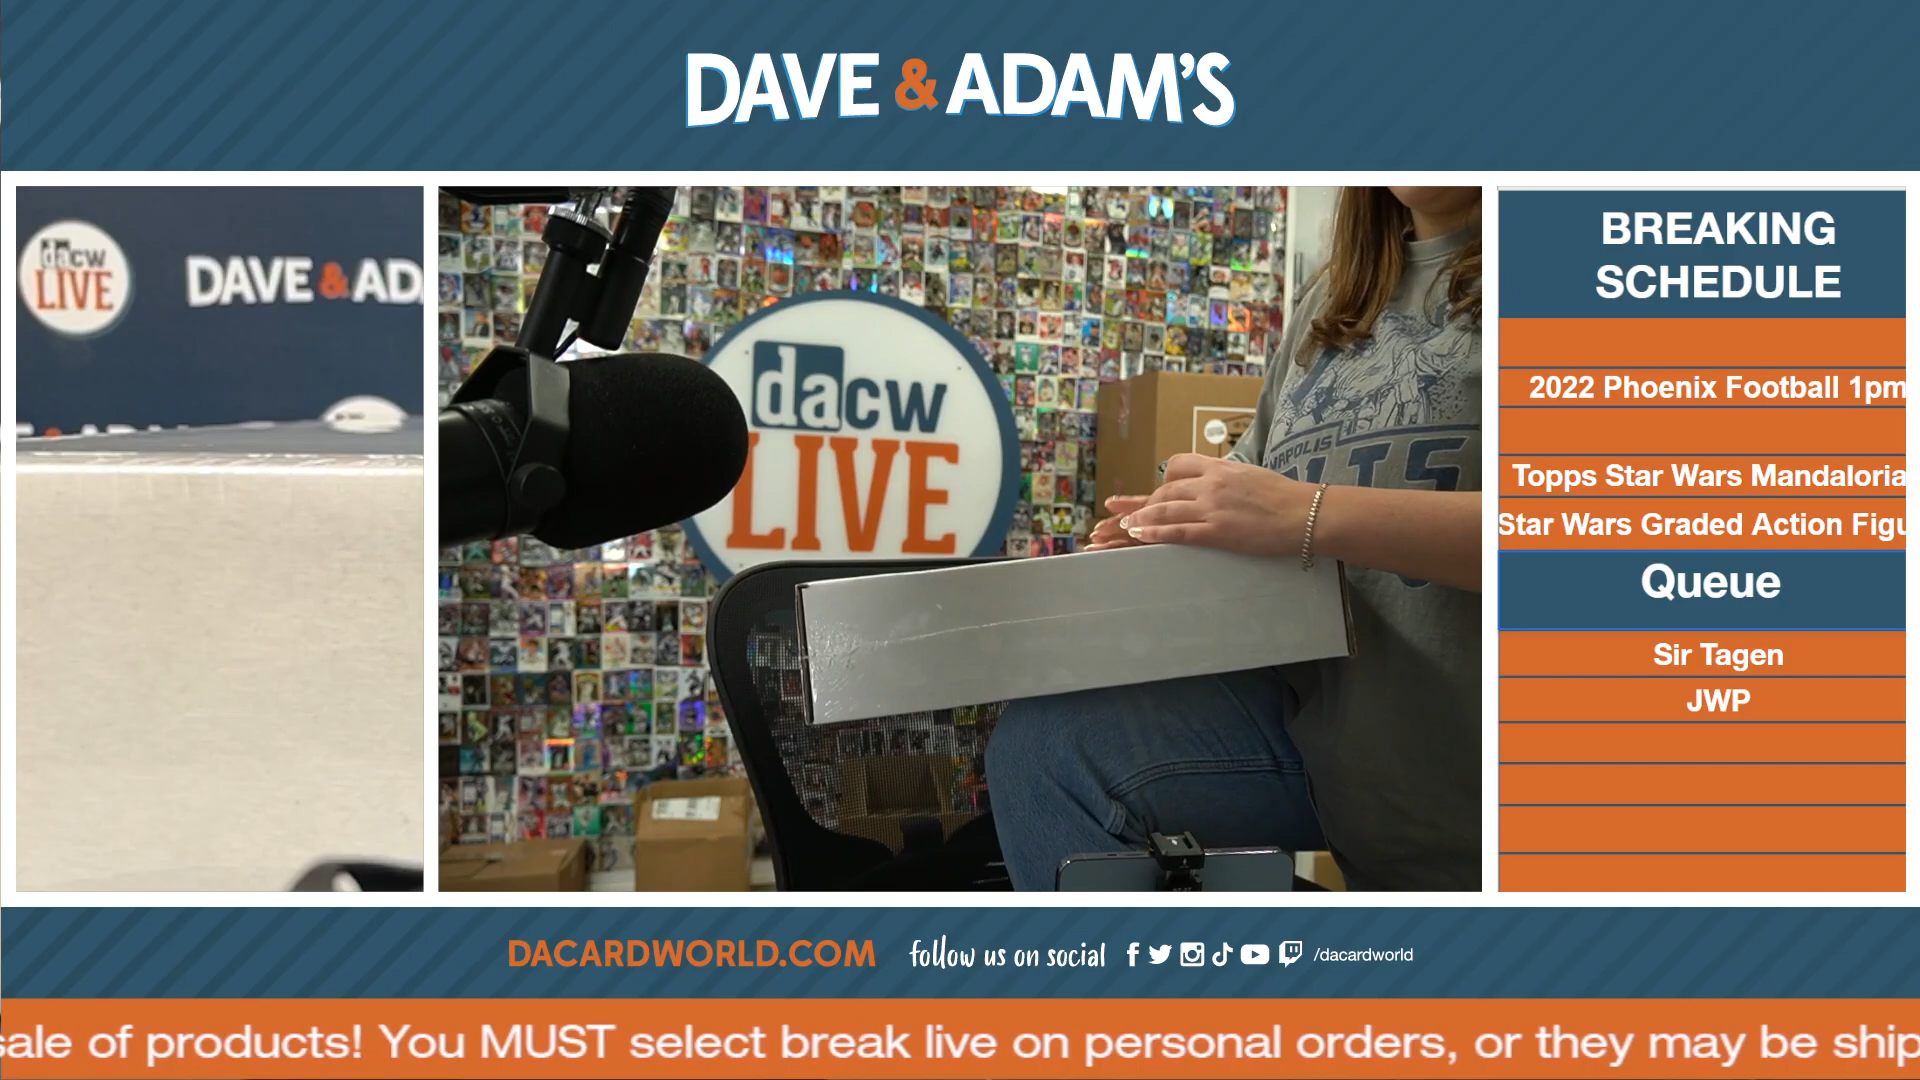 DAVE & ADAM'S
dacw
LIVE
DAVE & AD
dacw
LIVE
BREAKING
SCHEDULE
2022 Phoenix Football 1pm
Topps Star Wars Mandaloria
Star Wars Graded Action Figu
Queue
Sir Tagen
JWP
DACARDWORLD.COM
follow us on social
/dacardworld
sale of products! You MUST select break live on personal orders, or they may be ship